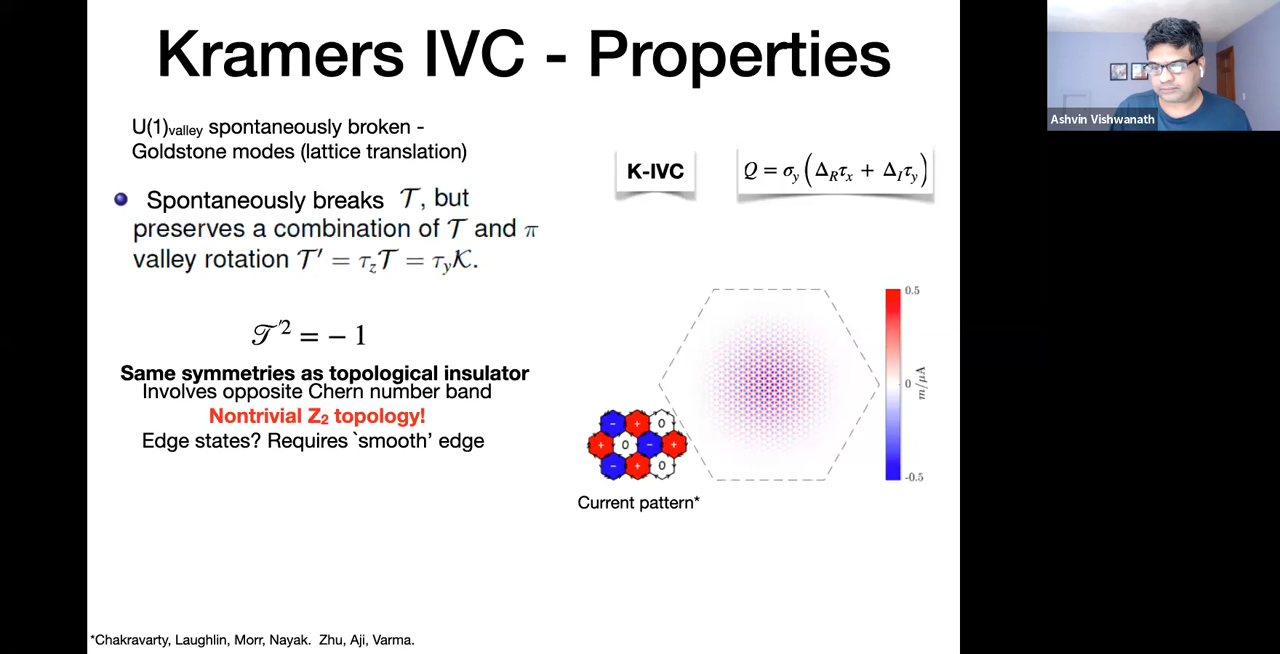 Kramers IVC - Properties
U(1)valley spontaneously broken -
Goldstone modes (lattice translation)
Spontaneously breaks 𝒯, but
preserves a combination of 𝒯 and π
valley rotation 𝒯′ = τ_z𝒯 = τ_y𝒦.
𝒯′² = − 1
Same symmetries as topological insulator
Involves opposite Chern number band
Nontrivial Z₂ topology!
Edge states? Requires `smooth' edge
K-IVC
Q = σ_y(Δ_Rτ_x + Δ_Iτ_y)
0.5
0
-0.5
m/μA
− + 0
+ 0 − +
− + 0
Current pattern*
*Chakravarty, Laughlin, Morr, Nayak. Zhu, Aji, Varma.
Ashvin Vishwanath